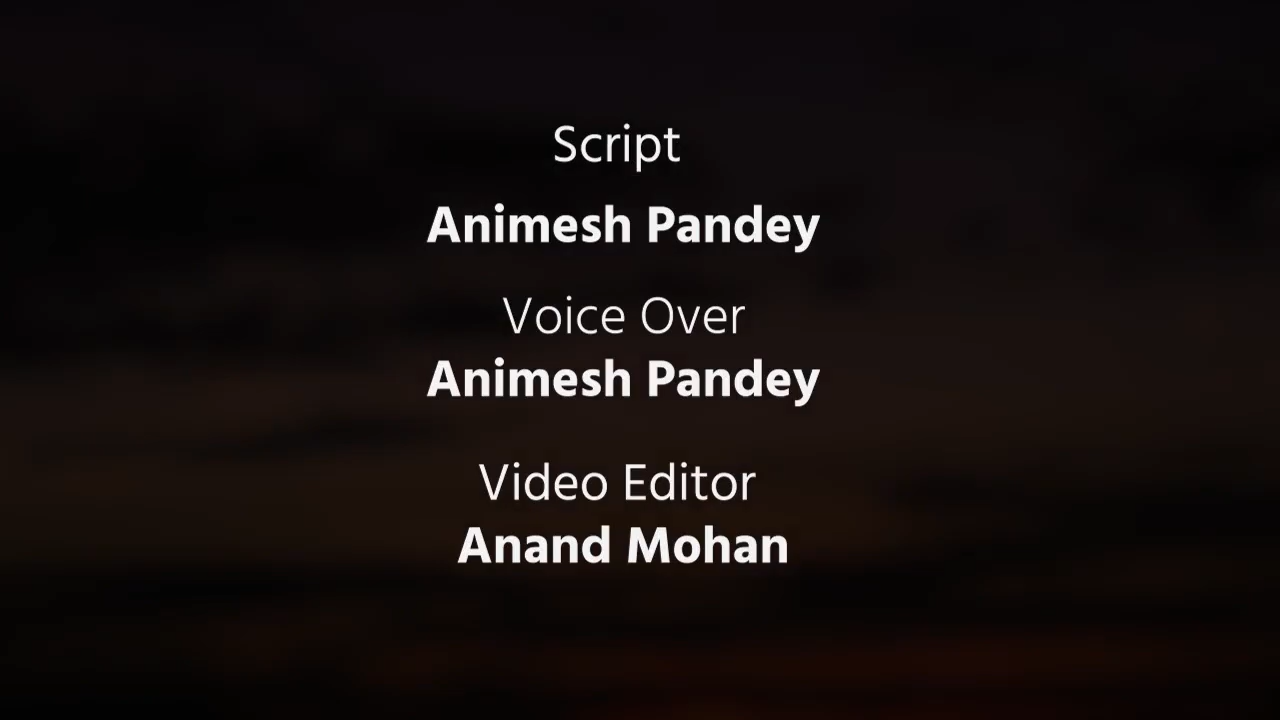 Script
Animesh Pandey
Voice Over
Animesh Pandey
Video Editor
Anand Mohan